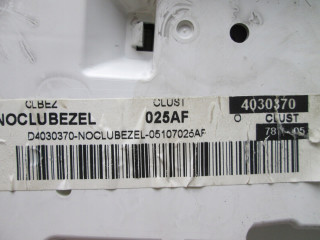 CLBEZ CLUST 4030370
NOCLUBEZEL 025AF O CLUST
D4030370-NOCLUBEZEL-05107025AF